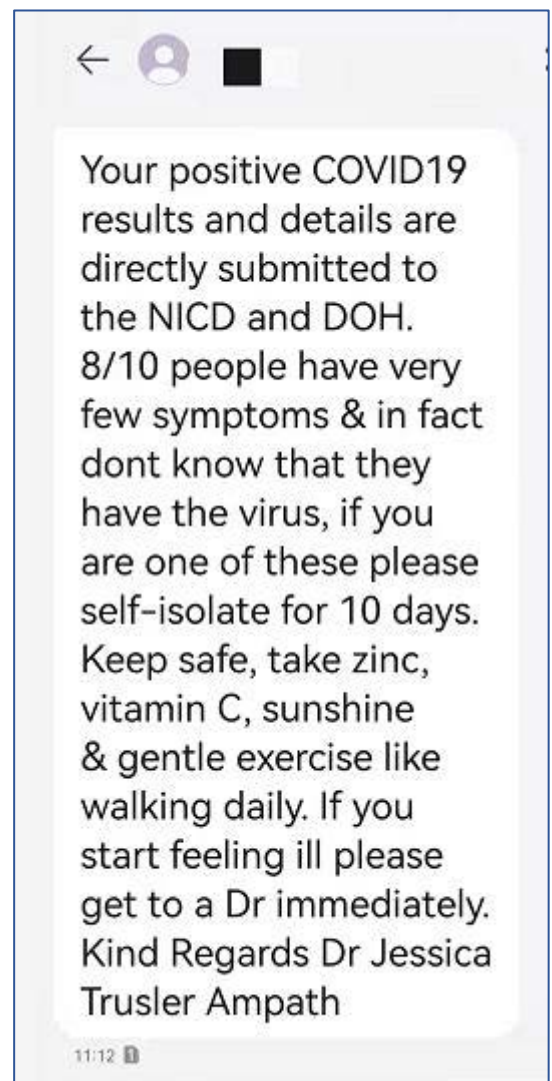 Your positive COVID19
results and details are
directly submitted to
the NICD and DOH.
8/10 people have very
few symptoms & in fact
dont know that they
have the virus, if you
are one of these please
self-isolate for 10 days.
Keep safe, take zinc,
vitamin C, sunshine
& gentle exercise like
walking daily. If you
start feeling ill please
get to a Dr immediately.
Kind Regards Dr Jessica
Trusler Ampath
11:12 1